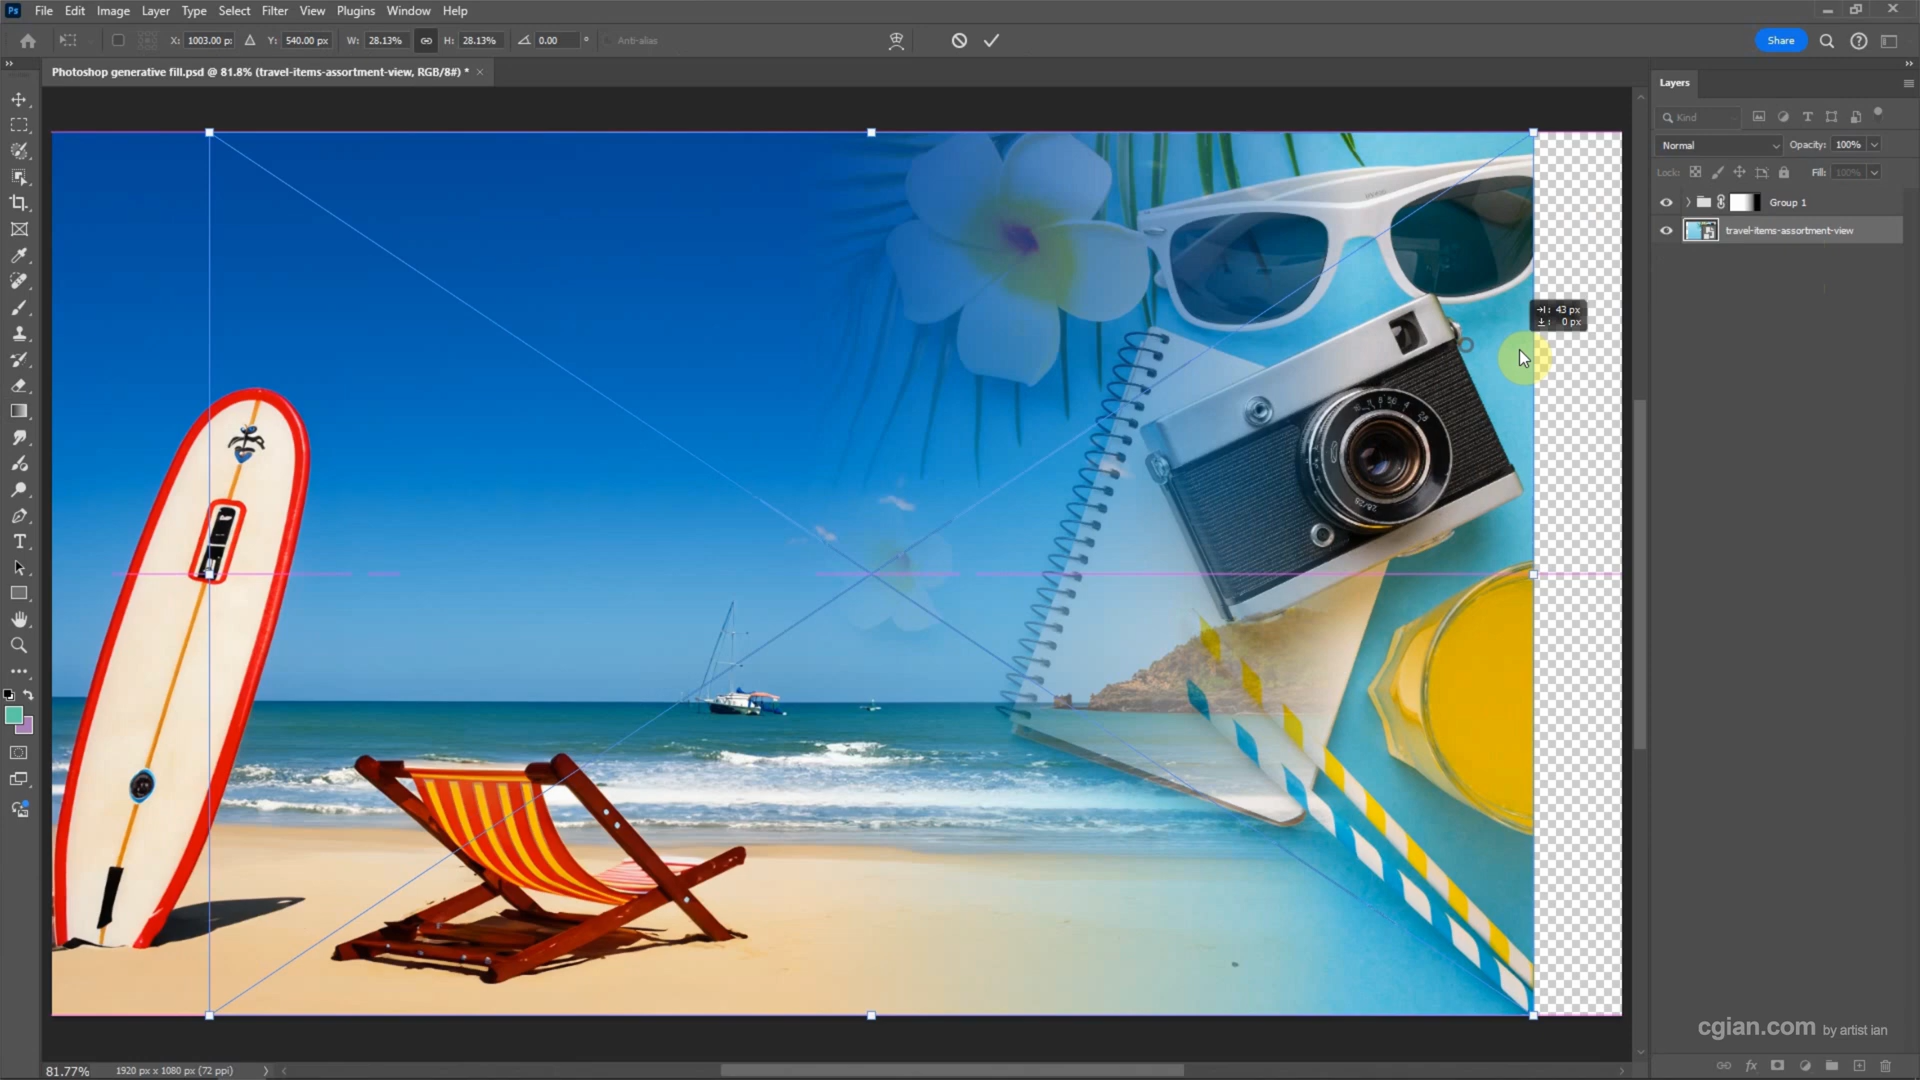 Ps File Edit Image Layer Type Select Filter View Plugins Window Help
X: 1003.00 p: Y: 540.00 px W: 28.13% H: 28.13% 0.00 ° Anti-alias Share
Photoshop generative fill.psd @ 81.8% (travel-items-assortment-view, RGB/8#) * ×
Layers
Kind
Normal Opacity: 100%
Lock: Fill: 100%
Group 1
travel-items-assortment-view
: 43 px
: 0 px
cgian.com by artist ian
81.77% 1920 px x 1080 px (72 ppi)
fx